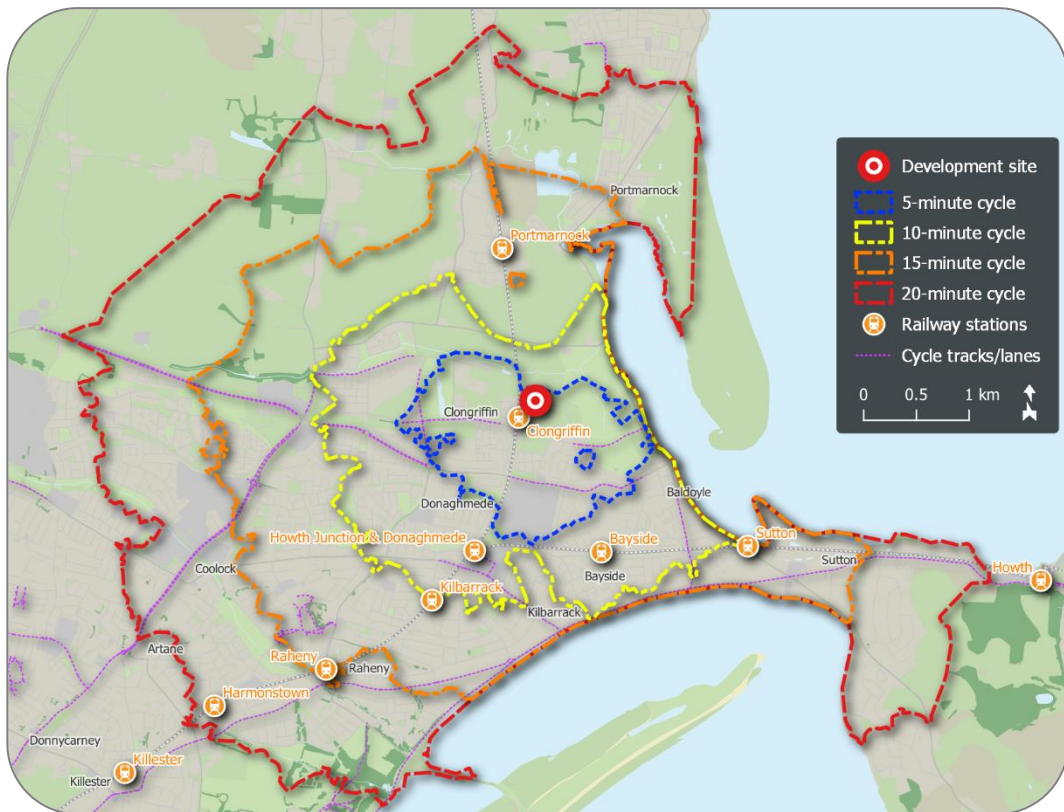 Portmarnock
Portmarnock
Clongriffin
Clongriffin
Donaghmede
Baldoyle
Howth Junction & Donaghmede
Bayside
Sutton
Bayside
Sutton
Howth
Coolock
Kilbarrack
Kilbarrack
Artane
Raheny
Raheny
Harmonstown
Donnycarney
Killester
Killester
Development site
5-minute cycle
10-minute cycle
15-minute cycle
20-minute cycle
Railway stations
Cycle tracks/lanes
0 0.5 1 km